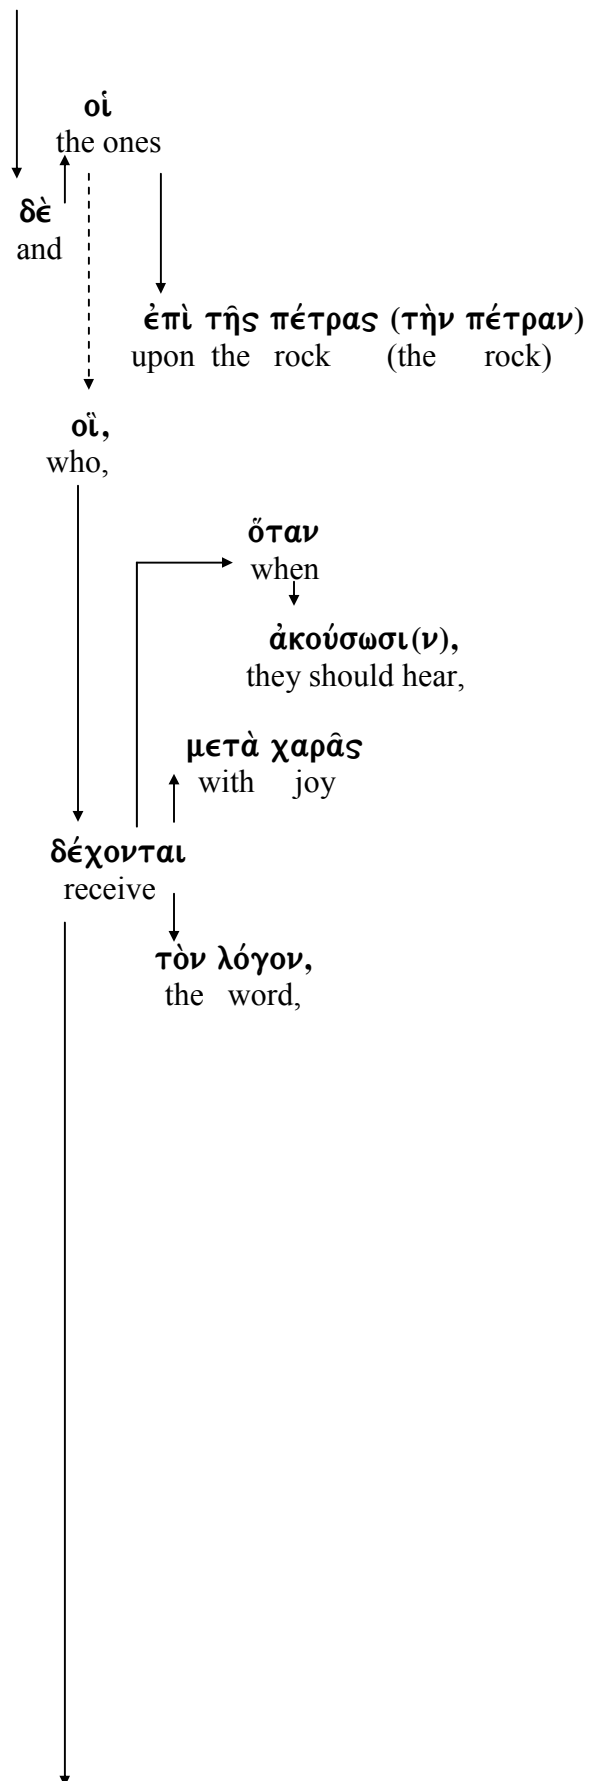 οἱ
the ones
δὲ
and
ἐπὶ τῆς πέτρας (τὴν πέτραν)
upon the rock (the rock)
οἳ,
who,
ὅταν
when
ἀκούσωσι(ν),
they should hear,
μετὰ χαρᾶς
with joy
δέχονται
receive
τὸν λόγον,
the word,